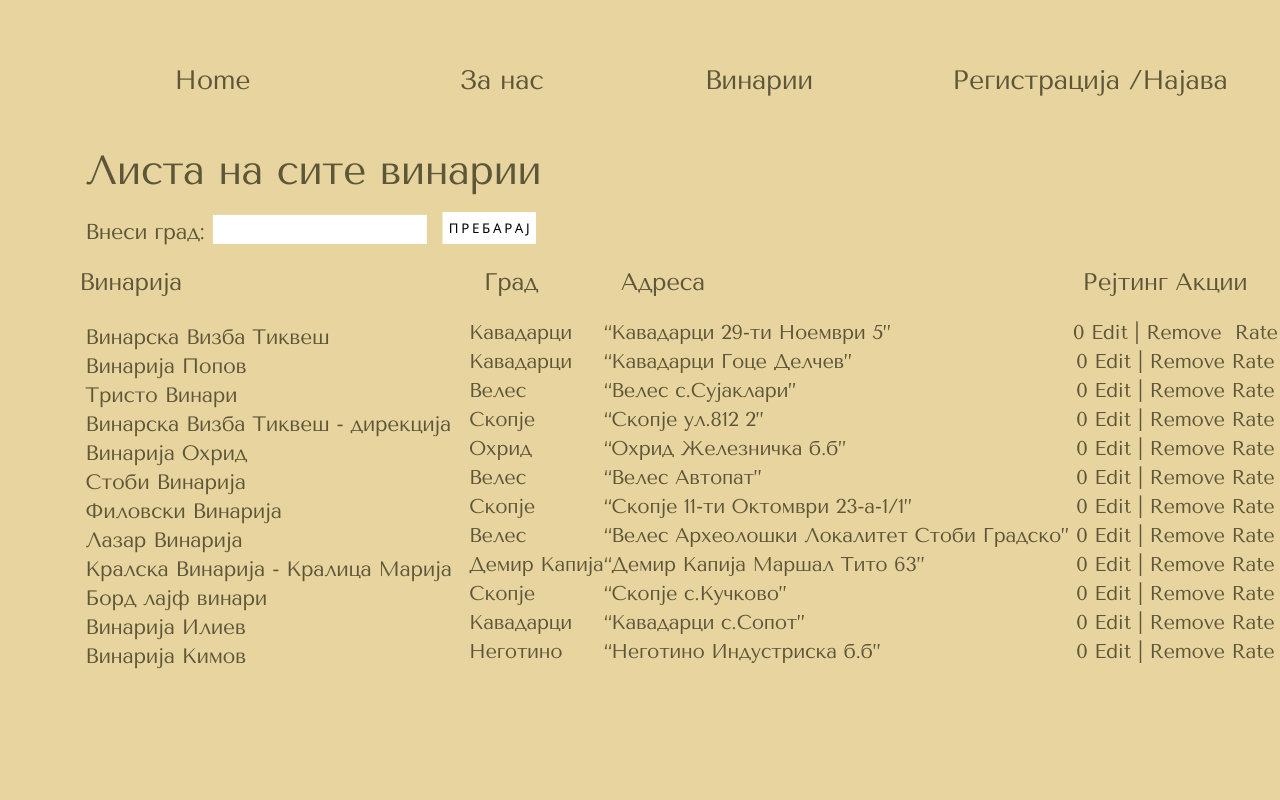 Home За нас Винарии Регистрација /Најава
Листа на сите винарии
Внеси град: ПРЕБАРАЈ
Винарија Град Адреса Рејтинг Акции
Винарска Визба Тиквеш Кавадарци “Кавадарци 29-ти Ноември 5” 0 Edit | Remove Rate
Винарија Попов Кавадарци “Кавадарци Гоце Делчев” 0 Edit | Remove Rate
Тристо Винари Велес “Велес с.Сујаклари” 0 Edit | Remove Rate
Винарска Визба Тиквеш - дирекција Скопје “Скопје ул.812 2” 0 Edit | Remove Rate
Винарија Охрид Охрид “Охрид Железничка б.б” 0 Edit | Remove Rate
Стоби Винарија Велес “Велес Автопат” 0 Edit | Remove Rate
Филовски Винарија Скопје “Скопје 11-ти Октомври 23-а-1/1” 0 Edit | Remove Rate
Лазар Винарија Велес “Велес Археолошки Локалитет Стоби Градско” 0 Edit | Remove Rate
Кралска Винарија - Кралица Марија Демир Капија “Демир Капија Маршал Тито 63” 0 Edit | Remove Rate
Борд лајф винари Скопје “Скопје с.Кучково” 0 Edit | Remove Rate
Винарија Илиев Кавадарци “Кавадарци с.Сопот” 0 Edit | Remove Rate
Винарија Кимов Неготино “Неготино Индустриска б.б” 0 Edit | Remove Rate